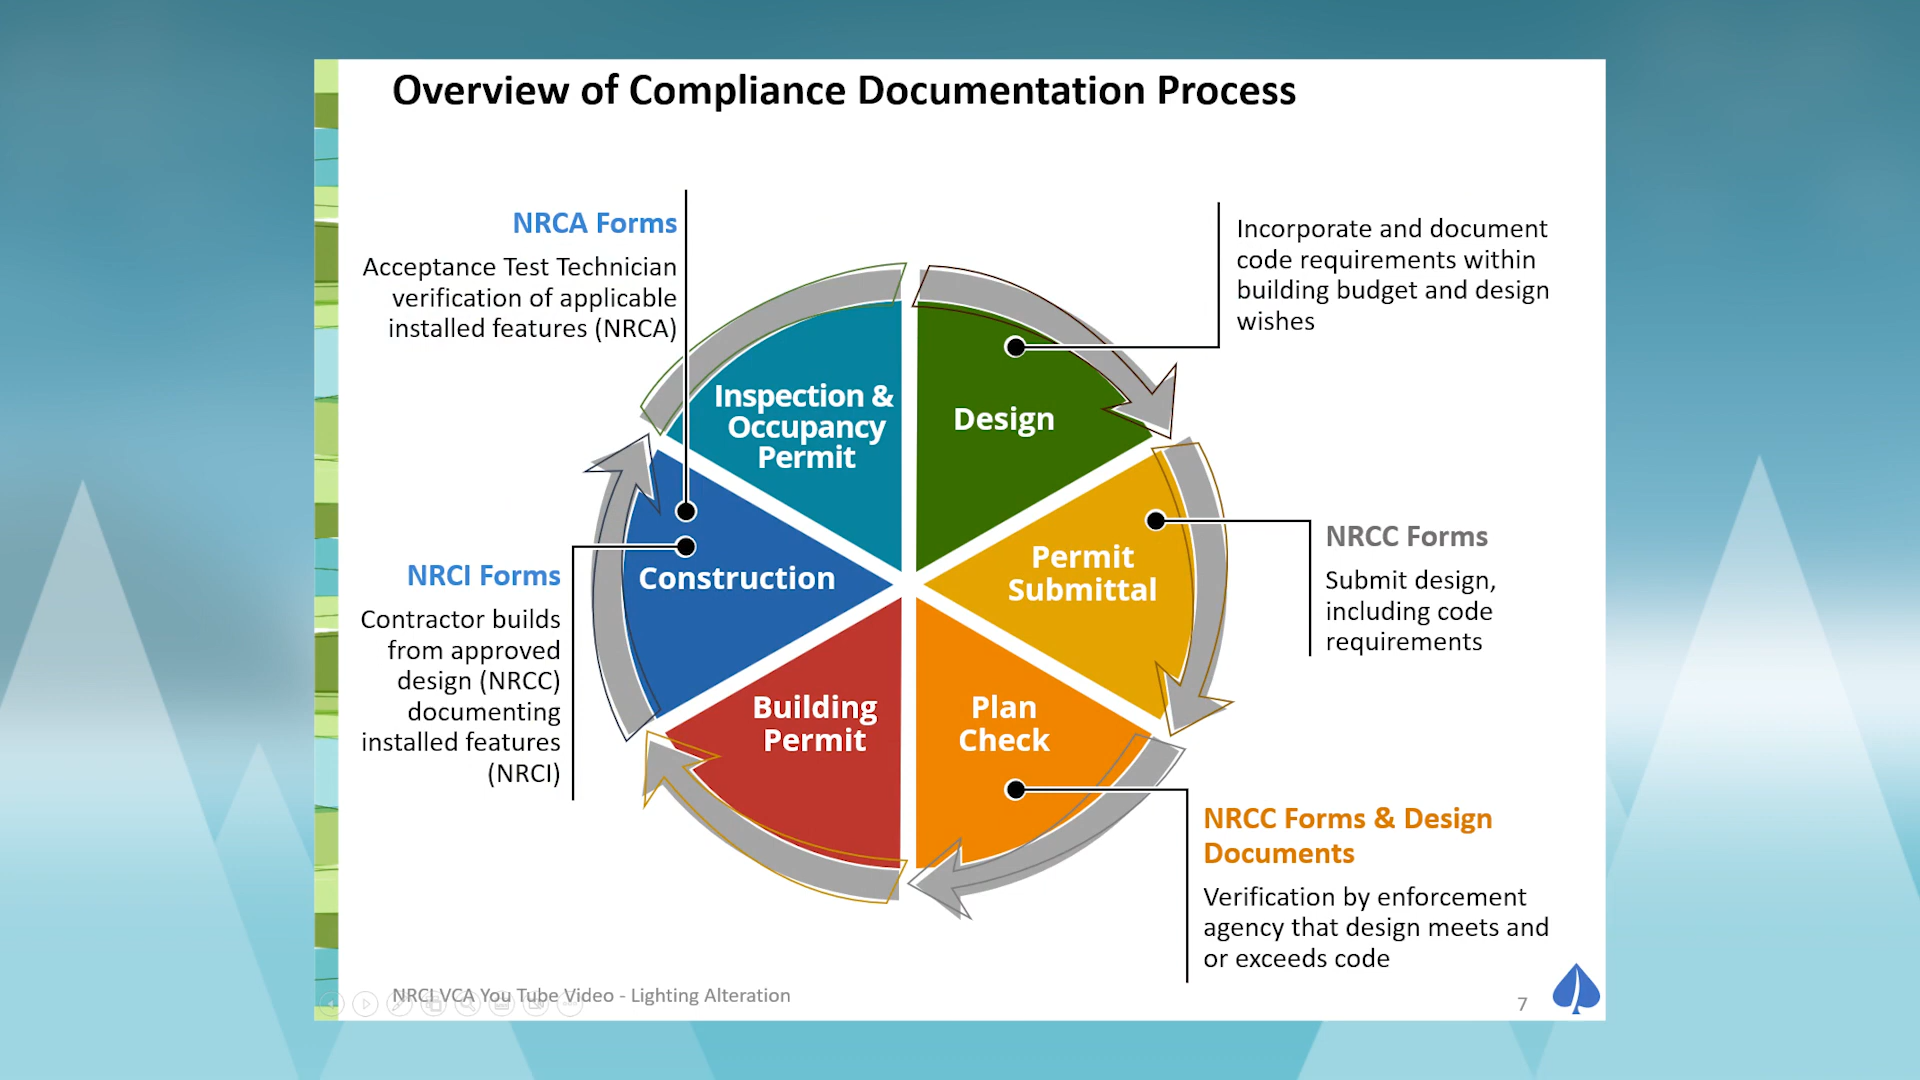 Overview of Compliance Documentation Process
NRCA Forms
Acceptance Test Technician
verification of applicable
installed features (NRCA)
Incorporate and document
code requirements within
building budget and design
wishes
Inspection &
Occupancy
Permit
Design
NRCI Forms
Contractor builds
from approved
design (NRCC)
documenting
installed features
(NRCI)
Construction
Permit
Submittal
NRCC Forms
Submit design,
including code
requirements
Building
Permit
Plan
Check
NRCC Forms & Design
Documents
Verification by enforcement
agency that design meets and
or exceeds code
NRCI VCA You Tube Video - Lighting Alteration
7